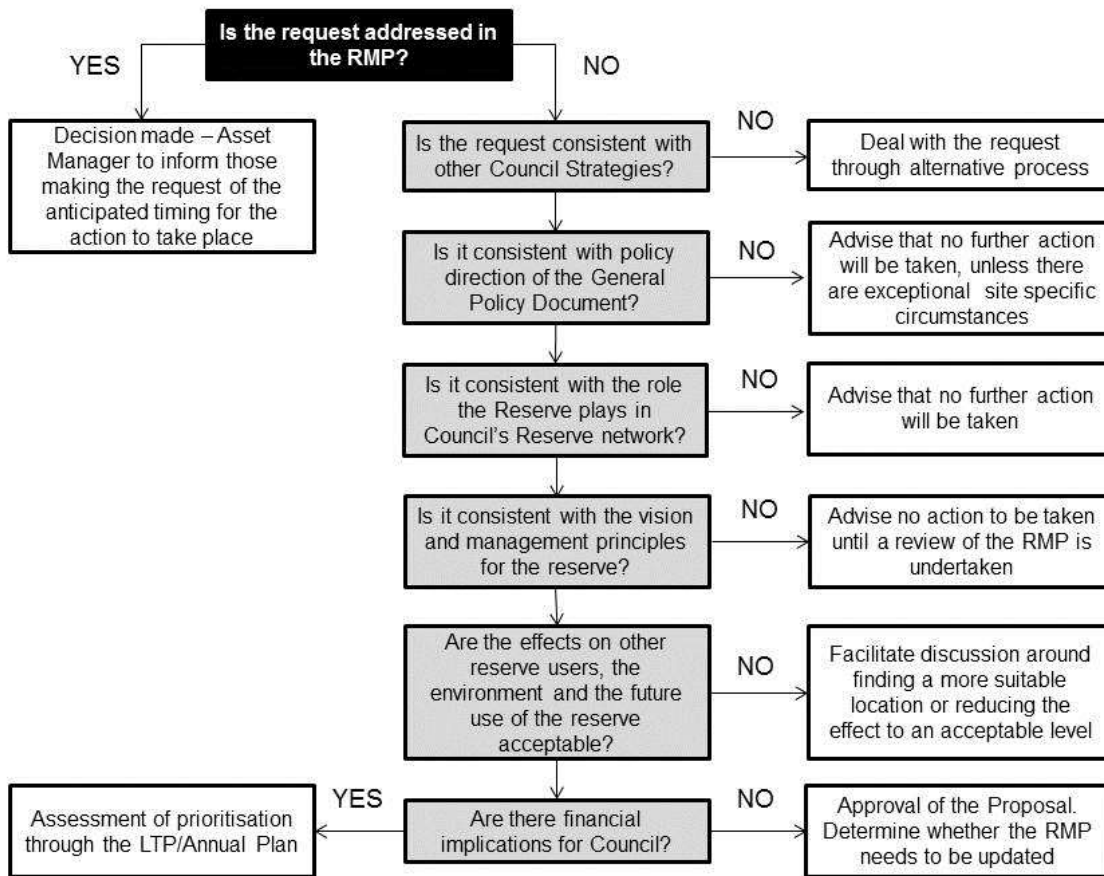 Is the request addressed in
the RMP?
YES
NO
Decision made – Asset
Manager to inform those
making the request of the
anticipated timing for the
action to take place
Is the request consistent with
other Council Strategies?
NO
Deal with the request
through alternative process
Is it consistent with policy
direction of the General
Policy Document?
NO
Advise that no further action
will be taken, unless there
are exceptional site specific
circumstances
Is it consistent with the role
the Reserve plays in
Council's Reserve network?
NO
Advise that no further action
will be taken
Is it consistent with the vision
and management principles
for the reserve?
NO
Advise no action to be taken
until a review of the RMP is
undertaken
Are the effects on other
reserve users, the
environment and the future
use of the reserve
acceptable?
NO
Facilitate discussion around
finding a more suitable
location or reducing the
effect to an acceptable level
Assessment of prioritisation
through the LTP/Annual Plan
YES
Are there financial
implications for Council?
NO
Approval of the Proposal.
Determine whether the RMP
needs to be updated